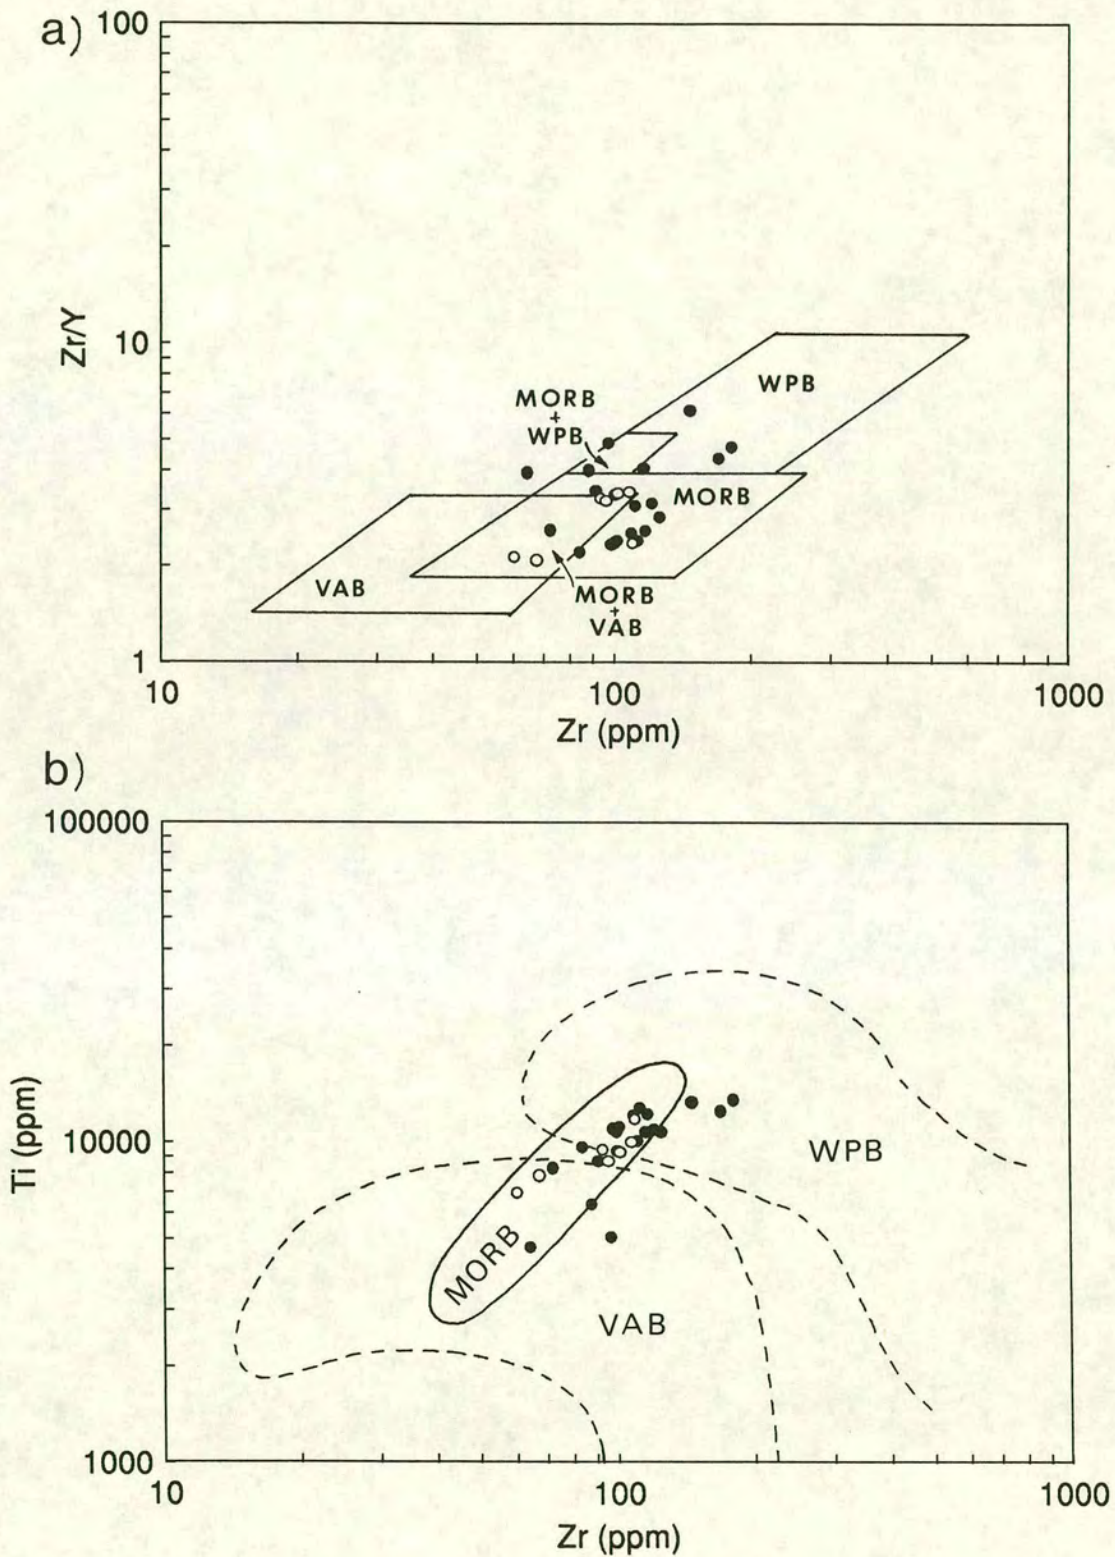 a)
100
Zr/Y
10
WPB
MORB
+
WPB
MORB
VAB
MORB
+
VAB
1
10
100
1000
Zr (ppm)
b)
100000
Ti (ppm)
10000
WPB
MORB
VAB
1000
10
100
1000
Zr (ppm)